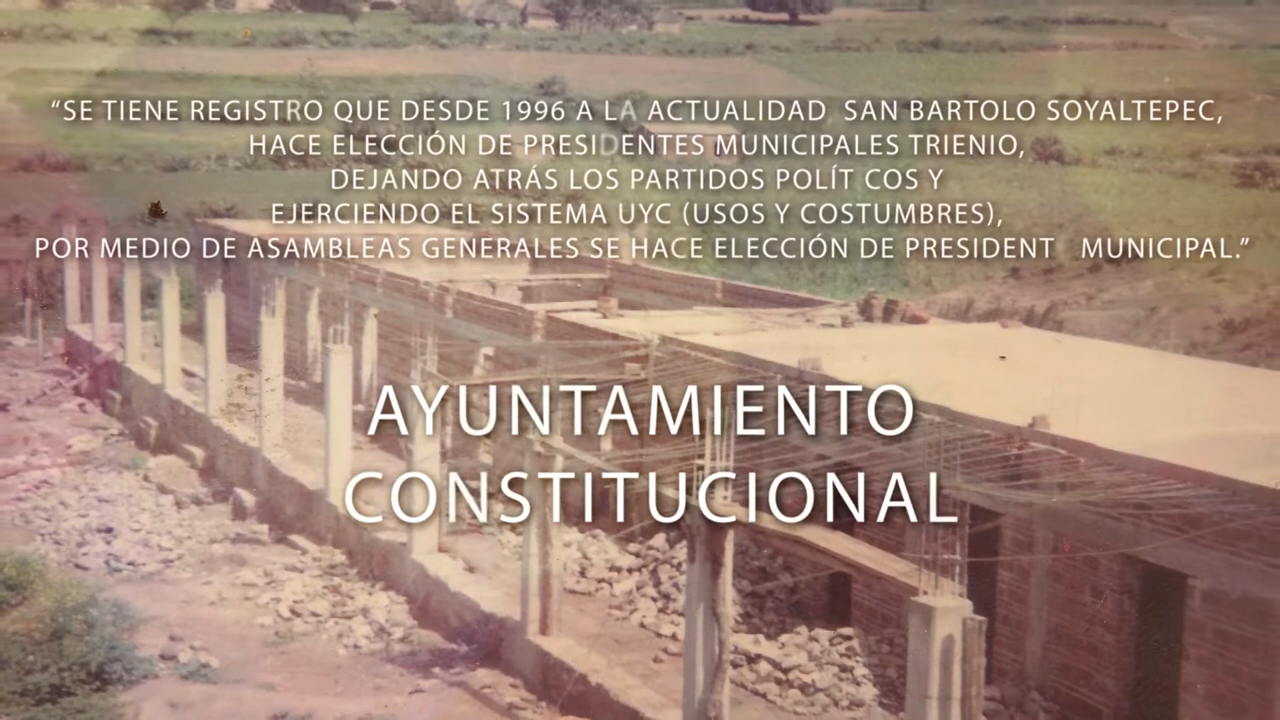 “SE TIENE REGISTRO QUE DESDE 1996 A LA ACTUALIDAD SAN BARTOLO SOYALTEPEC,
HACE ELECCIÓN DE PRESIDENTES MUNICIPALES TRIENIO,
DEJANDO ATRÁS LOS PARTIDOS POLÍT COS Y
EJERCIENDO EL SISTEMA UYC (USOS Y COSTUMBRES),
POR MEDIO DE ASAMBLEAS GENERALES SE HACE ELECCIÓN DE PRESIDENT MUNICIPAL.”
AYUNTAMIENTO
CONSTITUCIONAL